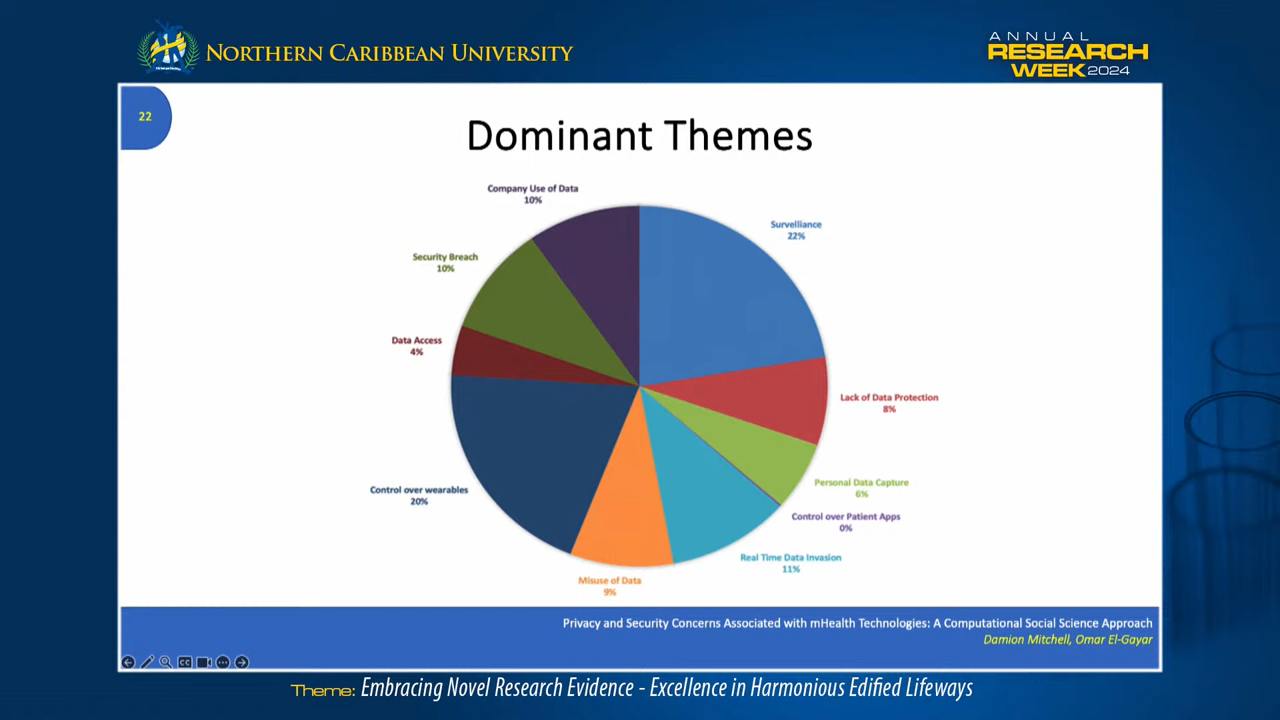 NORTHERN CARIBBEAN UNIVERSITY
ANNUAL
RESEARCH
WEEK 2024
22
Dominant Themes
Company Use of Data
10%
Survelliance
22%
Security Breach
10%
Data Access
4%
Lack of Data Protection
8%
Control over wearables
20%
Personal Data Capture
6%
Control over Patient Apps
0%
Real Time Data Invasion
11%
Misuse of Data
9%
Privacy and Security Concerns Associated with mHealth Technologies: A Computational Social Science Approach
Damion Mitchell, Omar El-Gayar
CC
Theme: Embracing Novel Research Evidence - Excellence in Harmonious Edified Lifeways